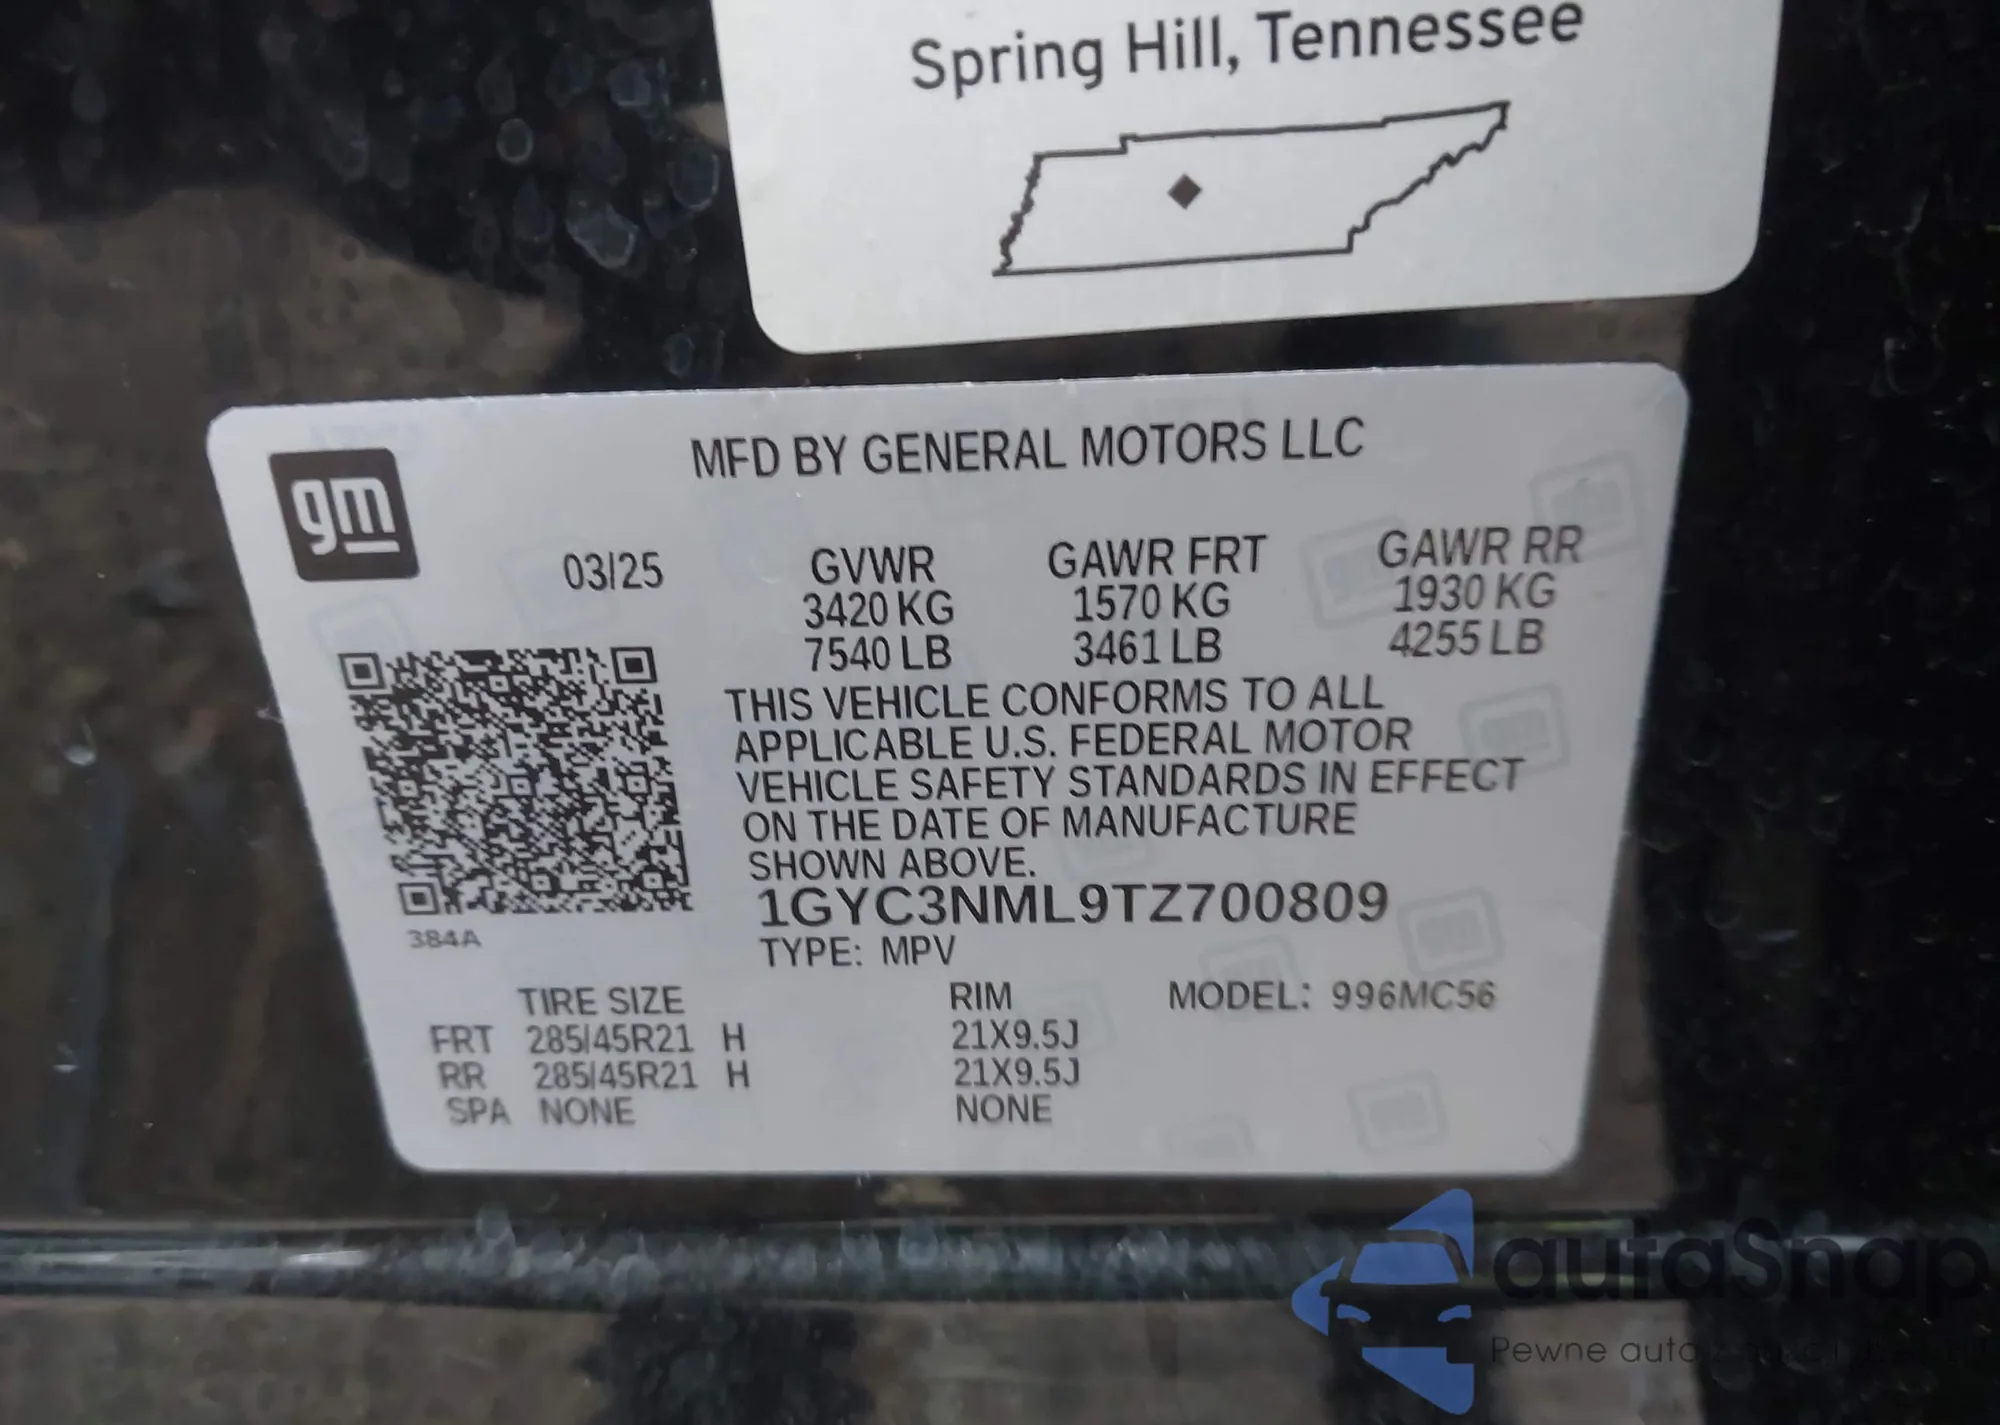 Spring Hill, Tennessee
gm
MFD BY GENERAL MOTORS LLC
03/25
GVWR GAWR FRT GAWR RR
3420 KG 1570 KG 1930 KG
7540 LB 3461 LB 4255 LB
THIS VEHICLE CONFORMS TO ALL
APPLICABLE U.S. FEDERAL MOTOR
VEHICLE SAFETY STANDARDS IN EFFECT
ON THE DATE OF MANUFACTURE
SHOWN ABOVE.
1GYC3NML9TZ700809
384A
TYPE: MPV
TIRE SIZE RIM MODEL: 996MC56
FRT 285/45R21 H 21X9.5J
RR 285/45R21 H 21X9.5J
SPA NONE NONE
autaSnap
Pewne auto